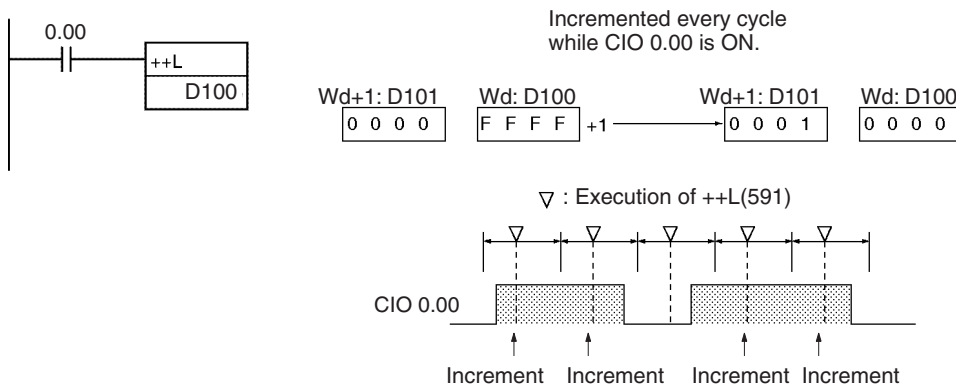 0.00
++L
D100
Incremented every cycle
while CIO 0.00 is ON.
Wd+1: D101 Wd: D100 Wd+1: D101 Wd: D100
0 0 0 0 F F F F +1 0 0 0 1 0 0 0 0
: Execution of ++L(591)
CIO 0.00
Increment Increment Increment Increment